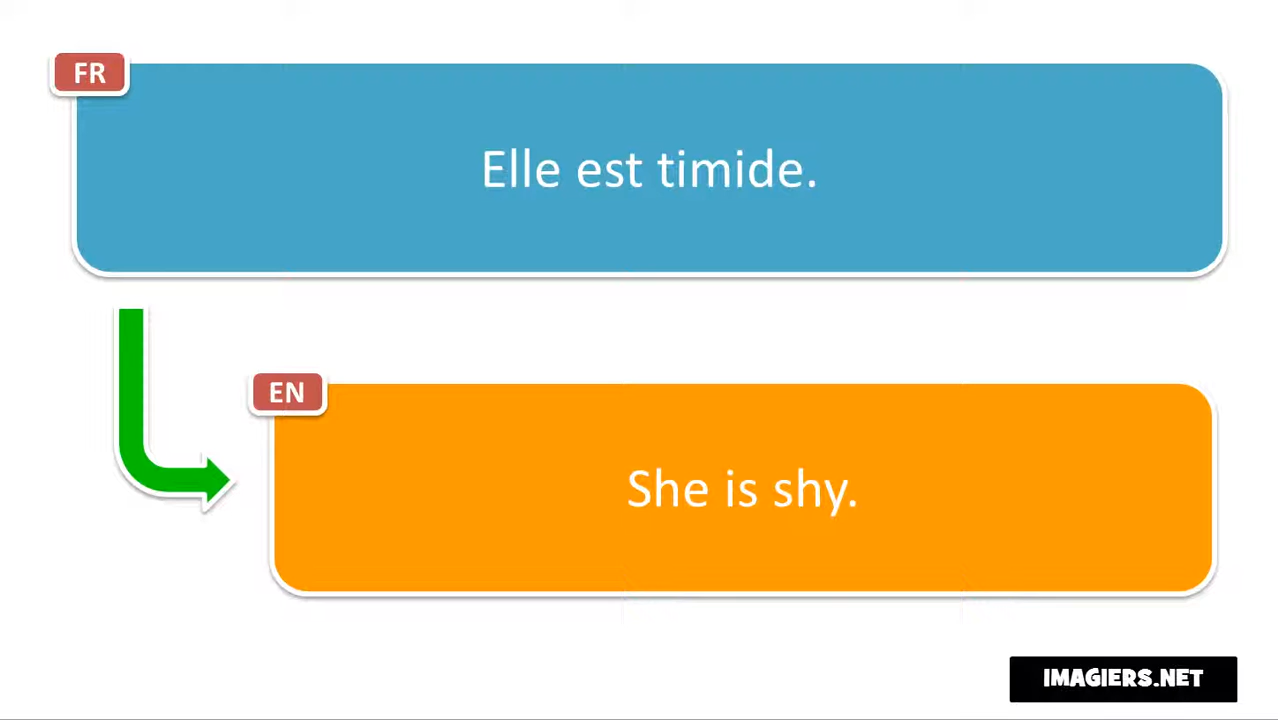 FR
Elle est timide.
EN
She is shy.
IMAGIERS.NET